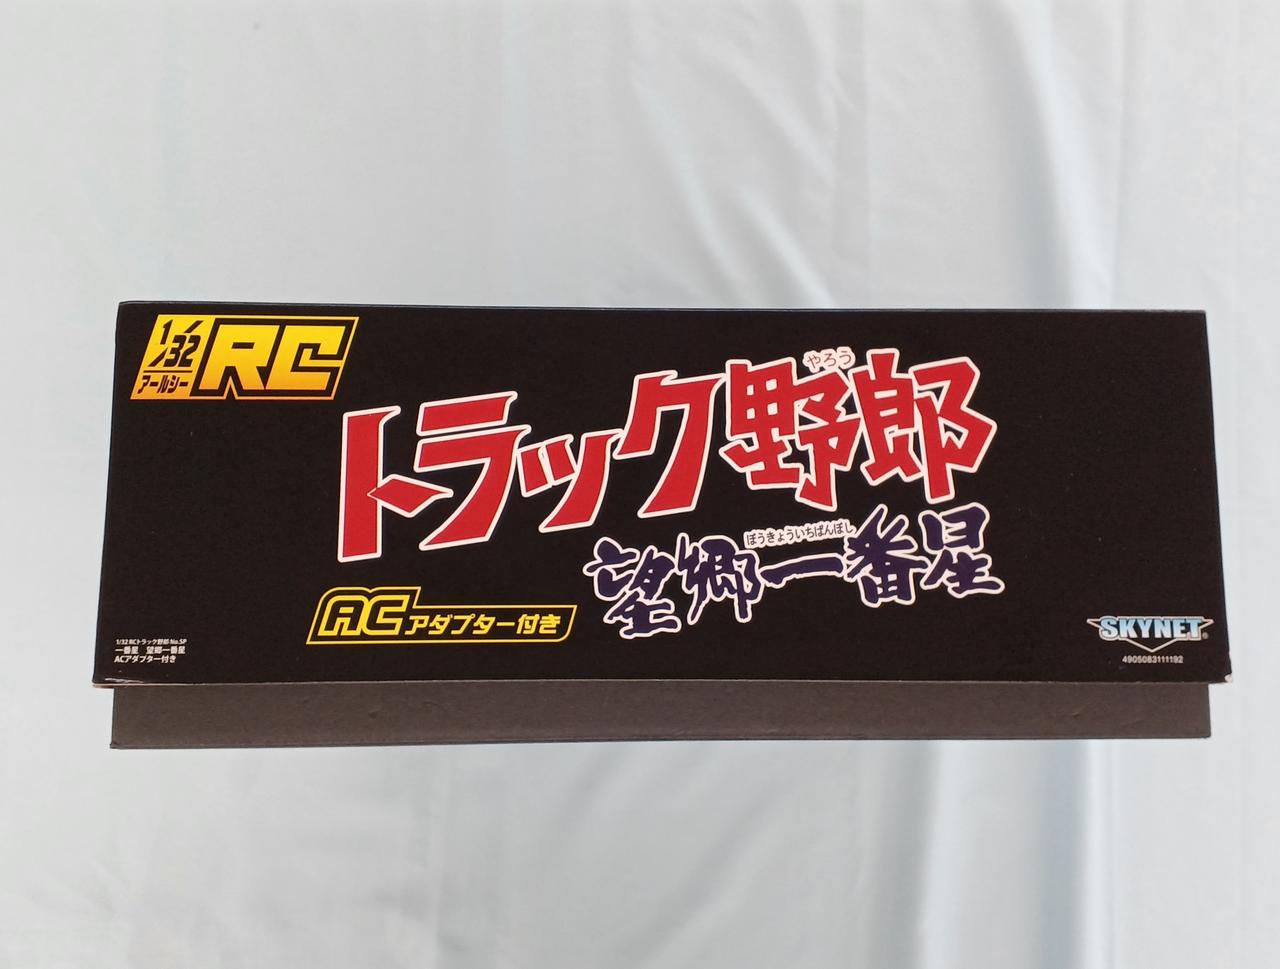 1/32
アールシー
RC
やろう
トラック野郎
ぼうきょういちばんぼし
望郷一番星
ACアダプター付き
1/32 RCトラック野郎 No.SP
一番星 望郷一番星
ACアダプター付き
SKYNET®
4905083111192